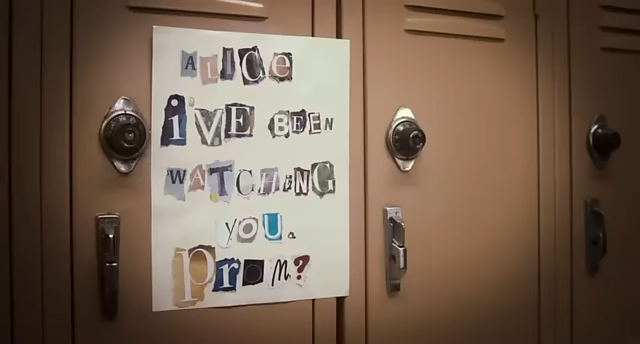 ALICE
i'VE BEEN
WATCHING
yOU.
Prom?